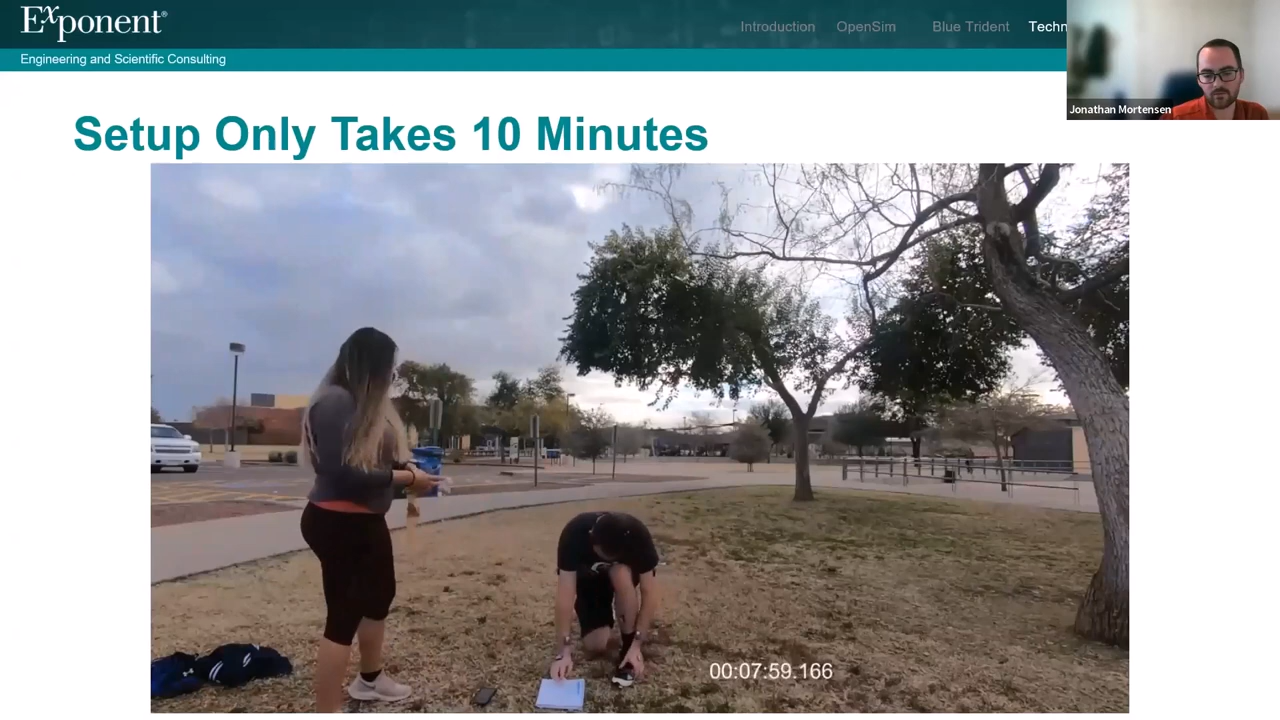 Exponent®
Introduction OpenSim Blue Trident Techn
Engineering and Scientific Consulting
Jonathan Mortensen
Setup Only Takes 10 Minutes
00:07:59.166